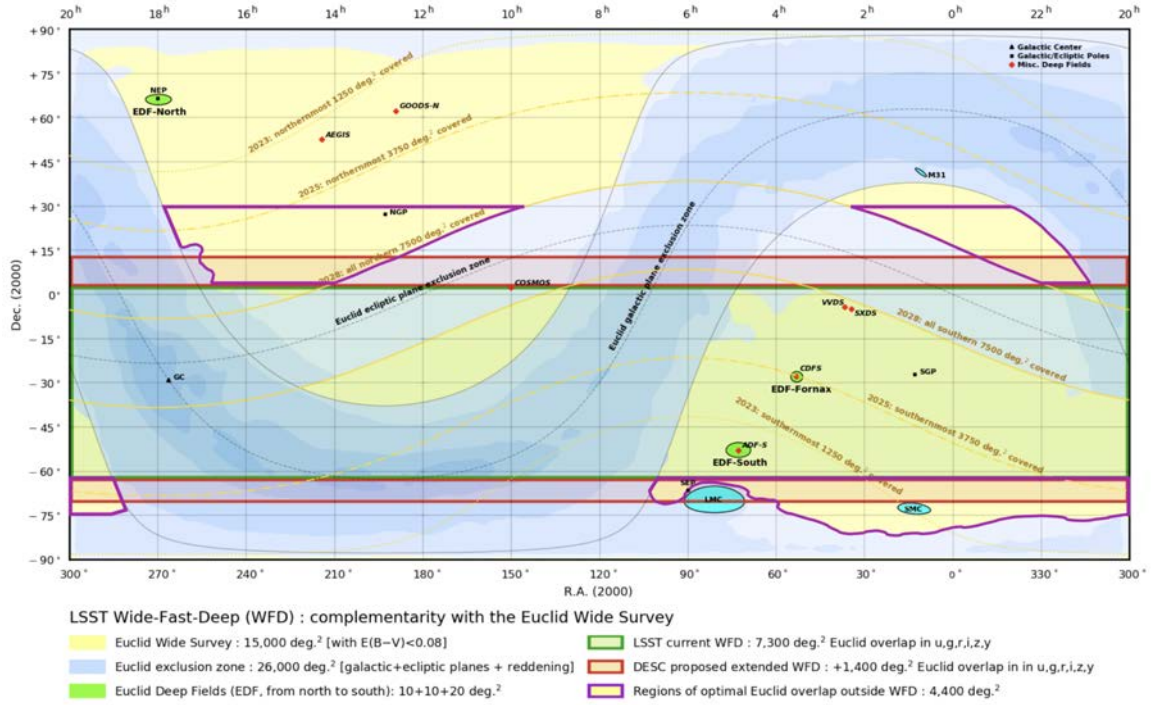 20h 18h 16h 14h 12h 10h 8h 6h 4h 2h 0h 22h 20h
+90°
+75°
+60°
+45°
+30°
+15°
0°
−15°
−30°
−45°
−60°
−75°
−90°
Dec. (2000)
▲ Galactic Center
Galactic/Ecliptic Poles
Misc. Deep Fields
NEP
EDF-North
2023: northernmost 1250 deg.² covered
GOODS-N
AEGIS
2025: northernmost 3750 deg.² covered
M31
NGP
2028: all northern 7500 deg.² covered
Euclid ecliptic plane exclusion zone
COSMOS
Euclid galactic plane exclusion zone
VVDS
SXDS
2028: all southern 7500 deg.² covered
GC
CDFS
EDF-Fornax
SGP
2023: southernmost 1250 deg.² covered
2025: southernmost 3750 deg.² covered
ADF-S
EDF-South
SEP
LMC
SMC
300° 270° 240° 210° 180° 150° 120° 90° 60° 30° 0° 330° 300°
R.A. (2000)
LSST Wide-Fast-Deep (WFD) : complementarity with the Euclid Wide Survey
Euclid Wide Survey : 15,000 deg.² [with E(B−V)<0.08]
Euclid exclusion zone : 26,000 deg.² [galactic+ecliptic planes + reddening]
Euclid Deep Fields (EDF, from north to south): 10+10+20 deg.²
LSST current WFD : 7,300 deg.² Euclid overlap in u,g,r,i,z,y
DESC proposed extended WFD : +1,400 deg.² Euclid overlap in in u,g,r,i,z,y
Regions of optimal Euclid overlap outside WFD : 4,400 deg.²